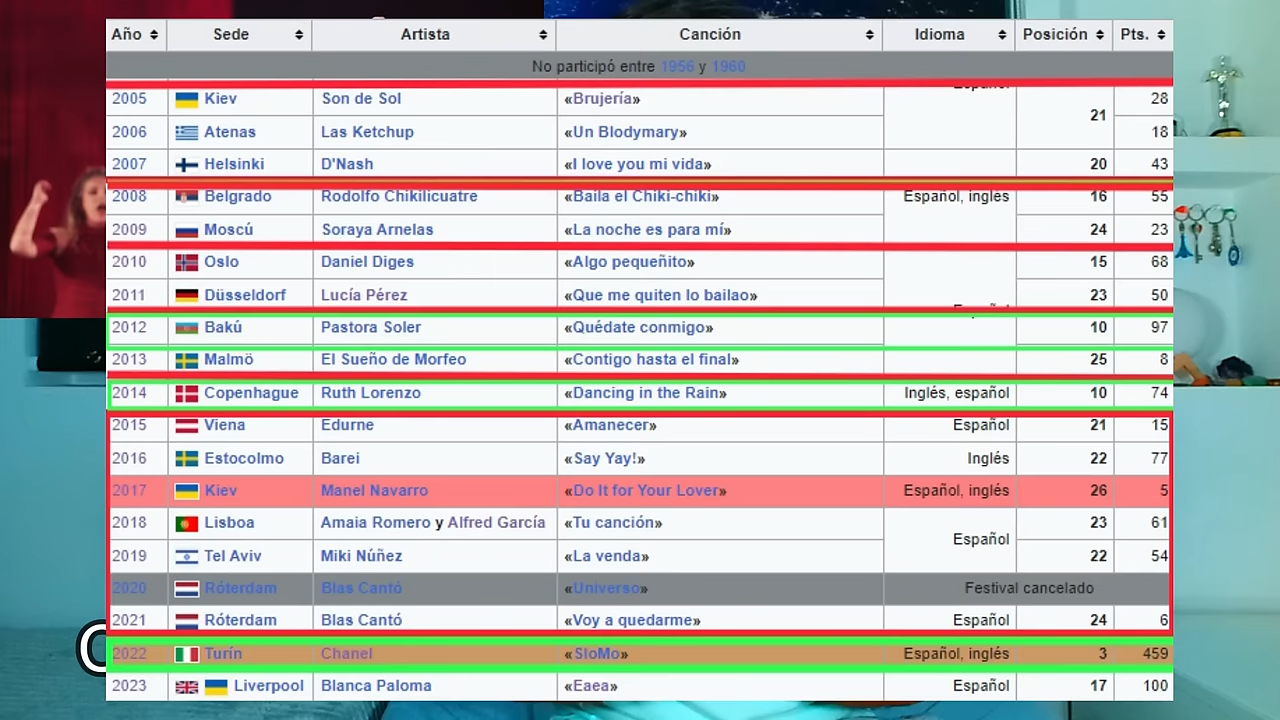 Año Sede Artista Canción Idioma Posición Pts.
No participó entre 1956 y 1960
Español
2005 Kiev Son de Sol «Brujería» 21 28
2006 Atenas Las Ketchup «Un Blodymary» 18
2007 Helsinki D'Nash «I love you mi vida» 20 43
2008 Belgrado Rodolfo Chikilicuatre «Baila el Chiki-chiki» Español, inglés 16 55
2009 Moscú Soraya Arnelas «La noche es para mí» 24 23
2010 Oslo Daniel Diges «Algo pequeñito» 15 68
2011 Düsseldorf Lucía Pérez «Que me quiten lo bailao» 23 50
2012 Bakú Pastora Soler «Quédate conmigo» 10 97
2013 Malmö El Sueño de Morfeo «Contigo hasta el final» 25 8
2014 Copenhague Ruth Lorenzo «Dancing in the Rain» Inglés, español 10 74
2015 Viena Edurne «Amanecer» Español 21 15
2016 Estocolmo Barei «Say Yay!» Inglés 22 77
2017 Kiev Manel Navarro «Do It for Your Lover» Español, inglés 26 5
2018 Lisboa Amaia Romero y Alfred García «Tu canción» Español 23 61
2019 Tel Aviv Miki Núñez «La venda» 22 54
2020 Róterdam Blas Cantó «Universo» Festival cancelado
2021 Róterdam Blas Cantó «Voy a quedarme» Español 24 6
2022 Turín Chanel «SloMo» Español, inglés 3 459
2023 Liverpool Blanca Paloma «Eaea» Español 17 100